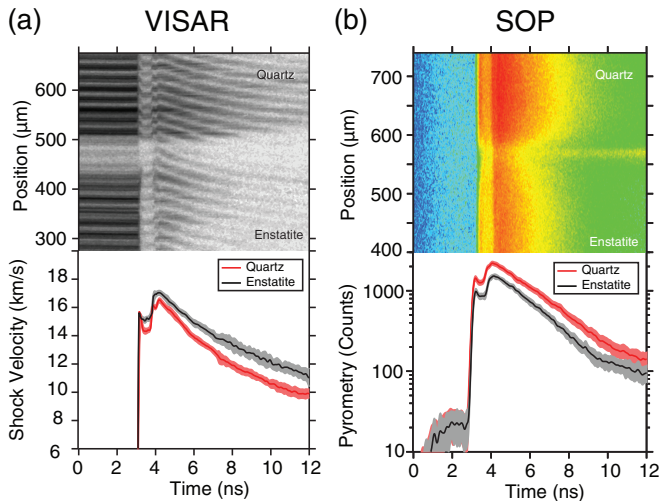 (a) VISAR
Position (μm)
600
500
400
300
Quartz
Enstatite
Shock Velocity (km/s)
18
16
14
12
10
8
6
Quartz
Enstatite
0 2 4 6 8 10 12
Time (ns)
(b) SOP
Position (μm)
700
600
500
400
Quartz
Enstatite
Pyrometry (Counts)
1000
100
10
Quartz
Enstatite
0 2 4 6 8 10 12
Time (ns)